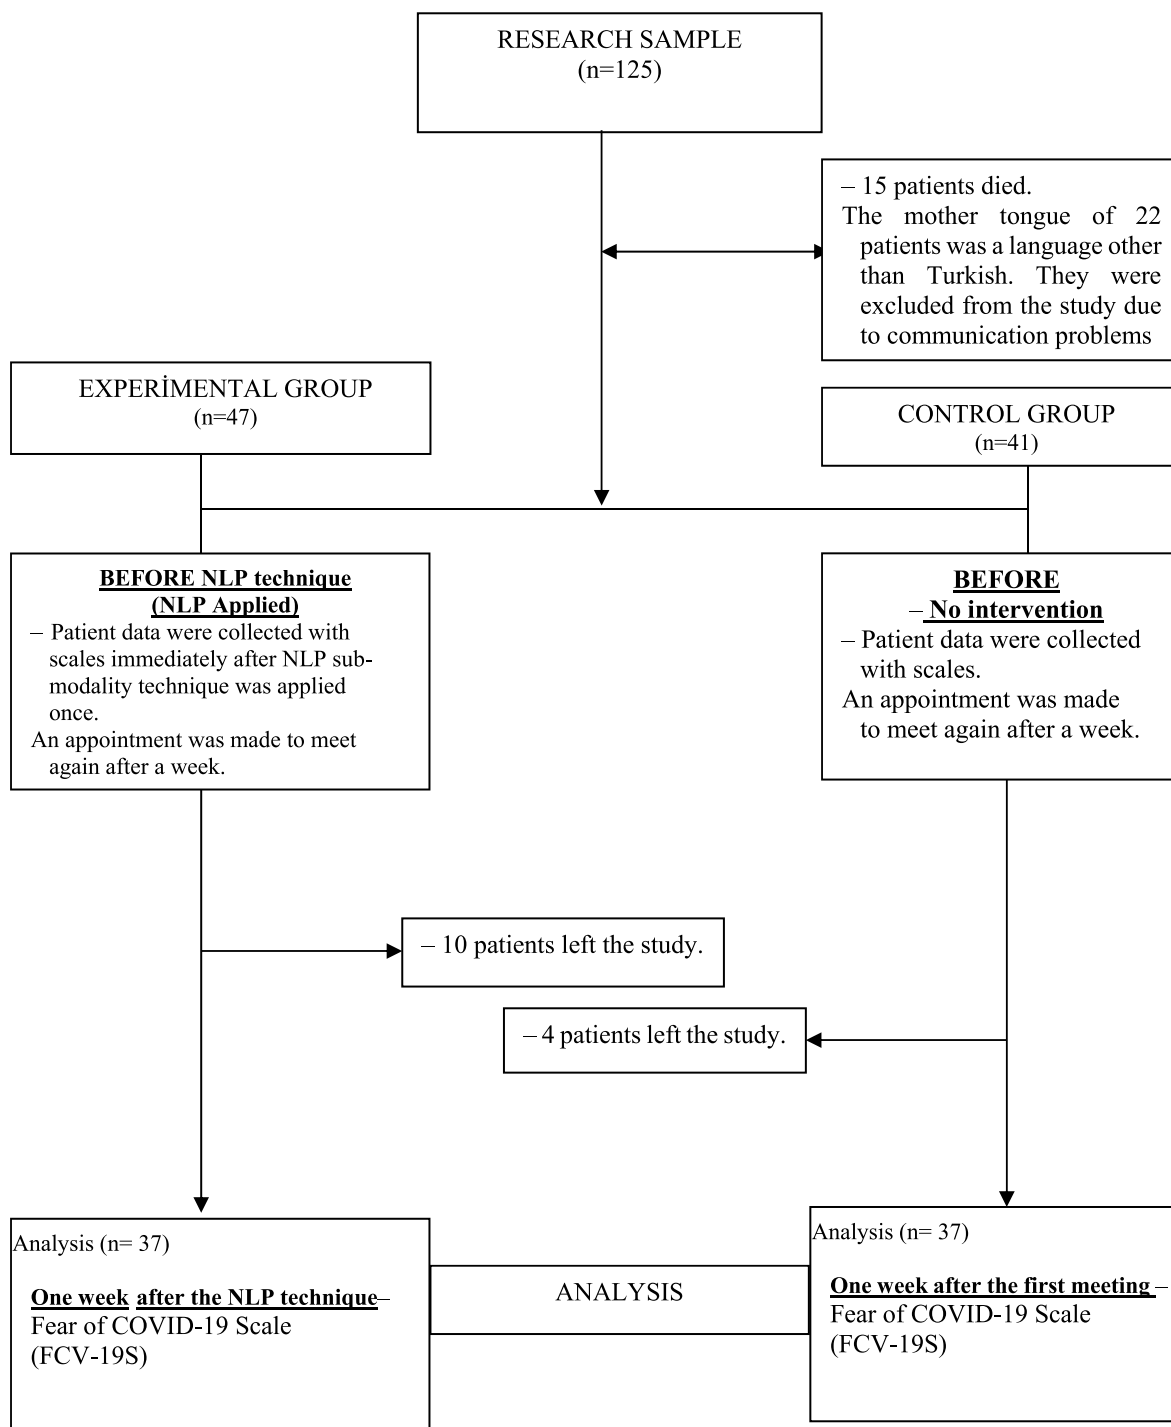 RESEARCH SAMPLE
(n=125)
– 15 patients died.
The mother tongue of 22
patients was a language other
than Turkish. They were
excluded from the study due
to communication problems
EXPERİMENTAL GROUP
(n=47)
CONTROL GROUP
(n=41)
BEFORE NLP technique
(NLP Applied)
– Patient data were collected with
scales immediately after NLP sub-
modality technique was applied
once.
An appointment was made to meet
again after a week.
BEFORE
– No intervention
– Patient data were collected
with scales.
An appointment was made
to meet again after a week.
– 10 patients left the study.
– 4 patients left the study.
Analysis (n= 37)
One week after the NLP technique–
Fear of COVID-19 Scale
(FCV-19S)
ANALYSIS
Analysis (n= 37)
One week after the first meeting –
Fear of COVID-19 Scale
(FCV-19S)